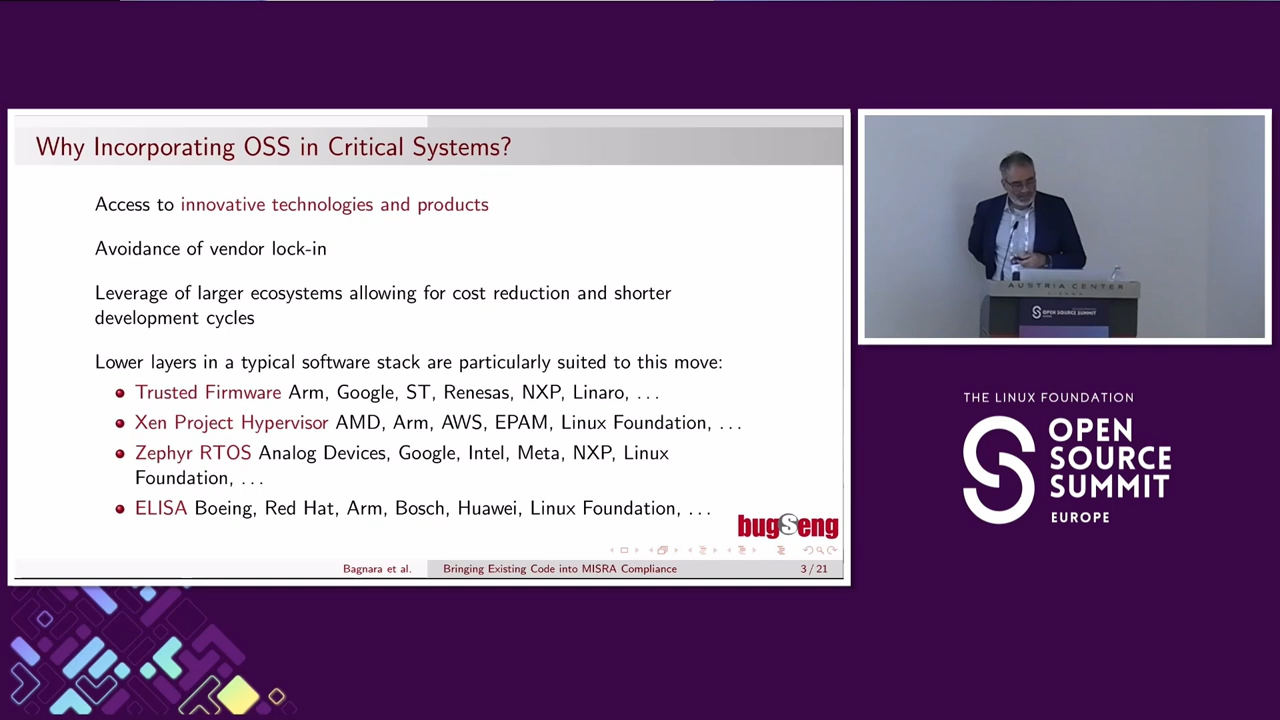 Why Incorporating OSS in Critical Systems?
Access to innovative technologies and products
Avoidance of vendor lock-in
Leverage of larger ecosystems allowing for cost reduction and shorter
development cycles
Lower layers in a typical software stack are particularly suited to this move:
Trusted Firmware Arm, Google, ST, Renesas, NXP, Linaro, . . .
Xen Project Hypervisor AMD, Arm, AWS, EPAM, Linux Foundation, . . .
Zephyr RTOS Analog Devices, Google, Intel, Meta, NXP, Linux
Foundation, . . .
ELISA Boeing, Red Hat, Arm, Bosch, Huawei, Linux Foundation, . . .
bugSeng
Bagnara et al.
Bringing Existing Code into MISRA Compliance
3 / 21
AUSTRIA CENTER
OPEN SOURCE SUMMIT
THE LINUX FOUNDATION
OPEN
SOURCE
SUMMIT
EUROPE